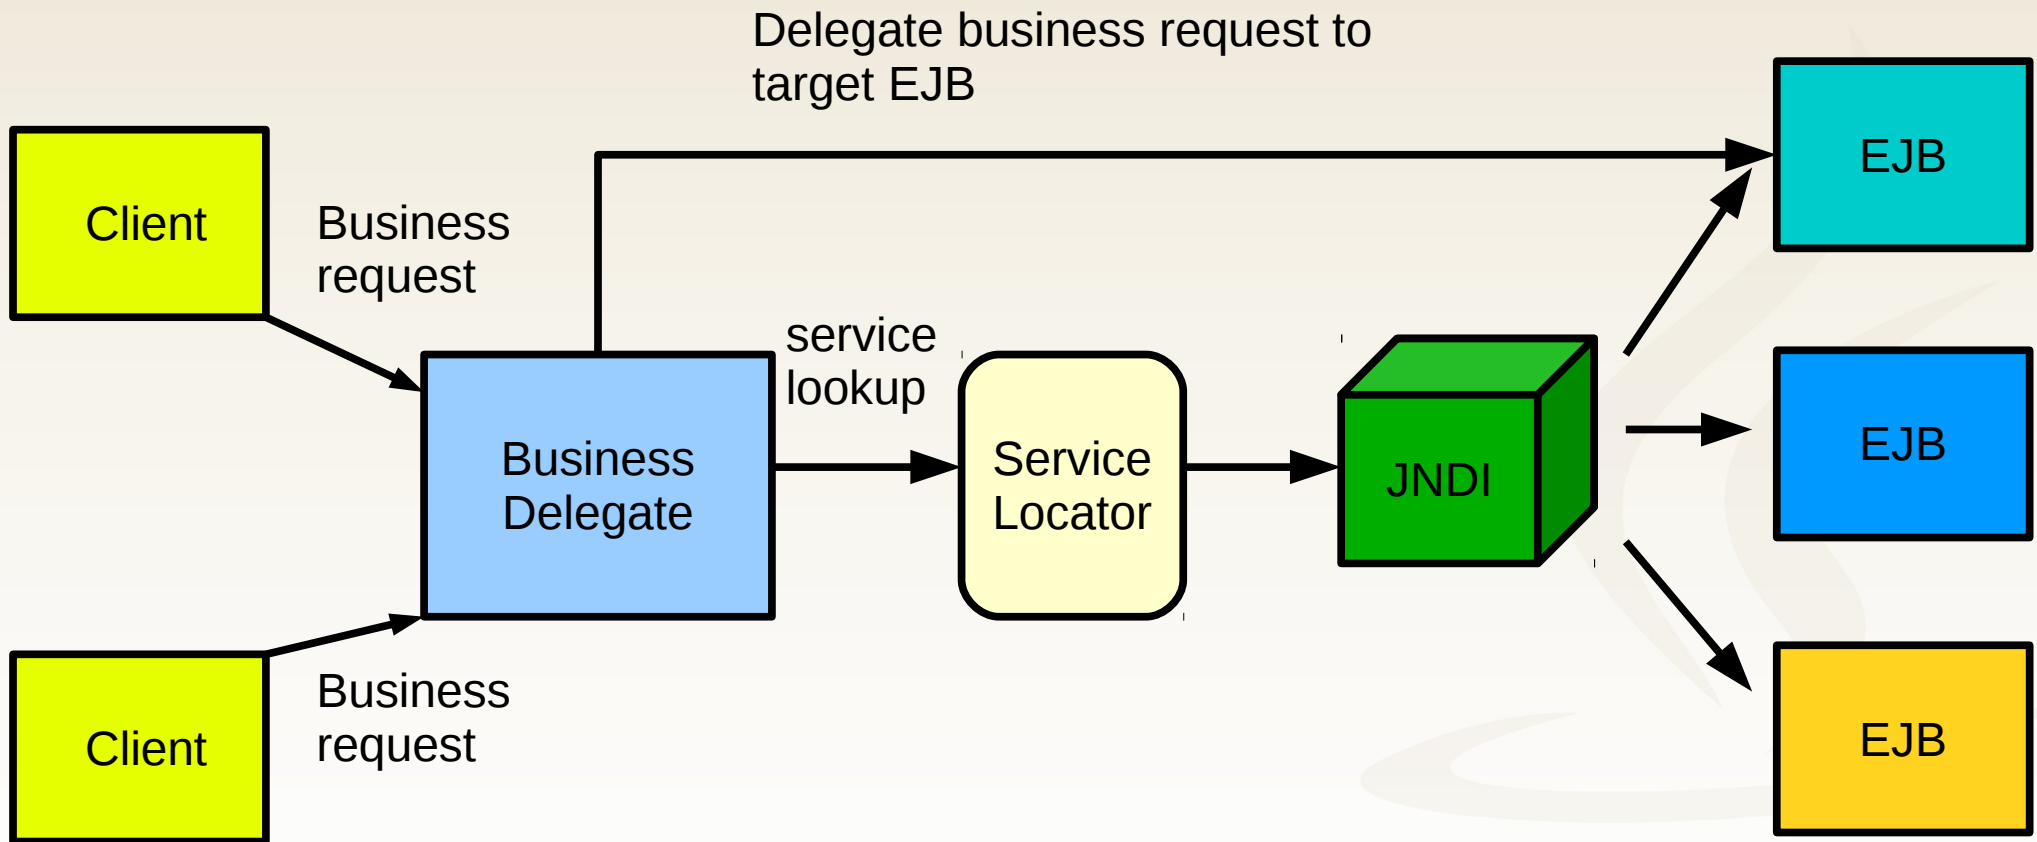 Delegate business request to
target EJB
Client
Business
request
EJB
service
lookup
Business
Delegate
Service
Locator
JNDI
EJB
Client
Business
request
EJB